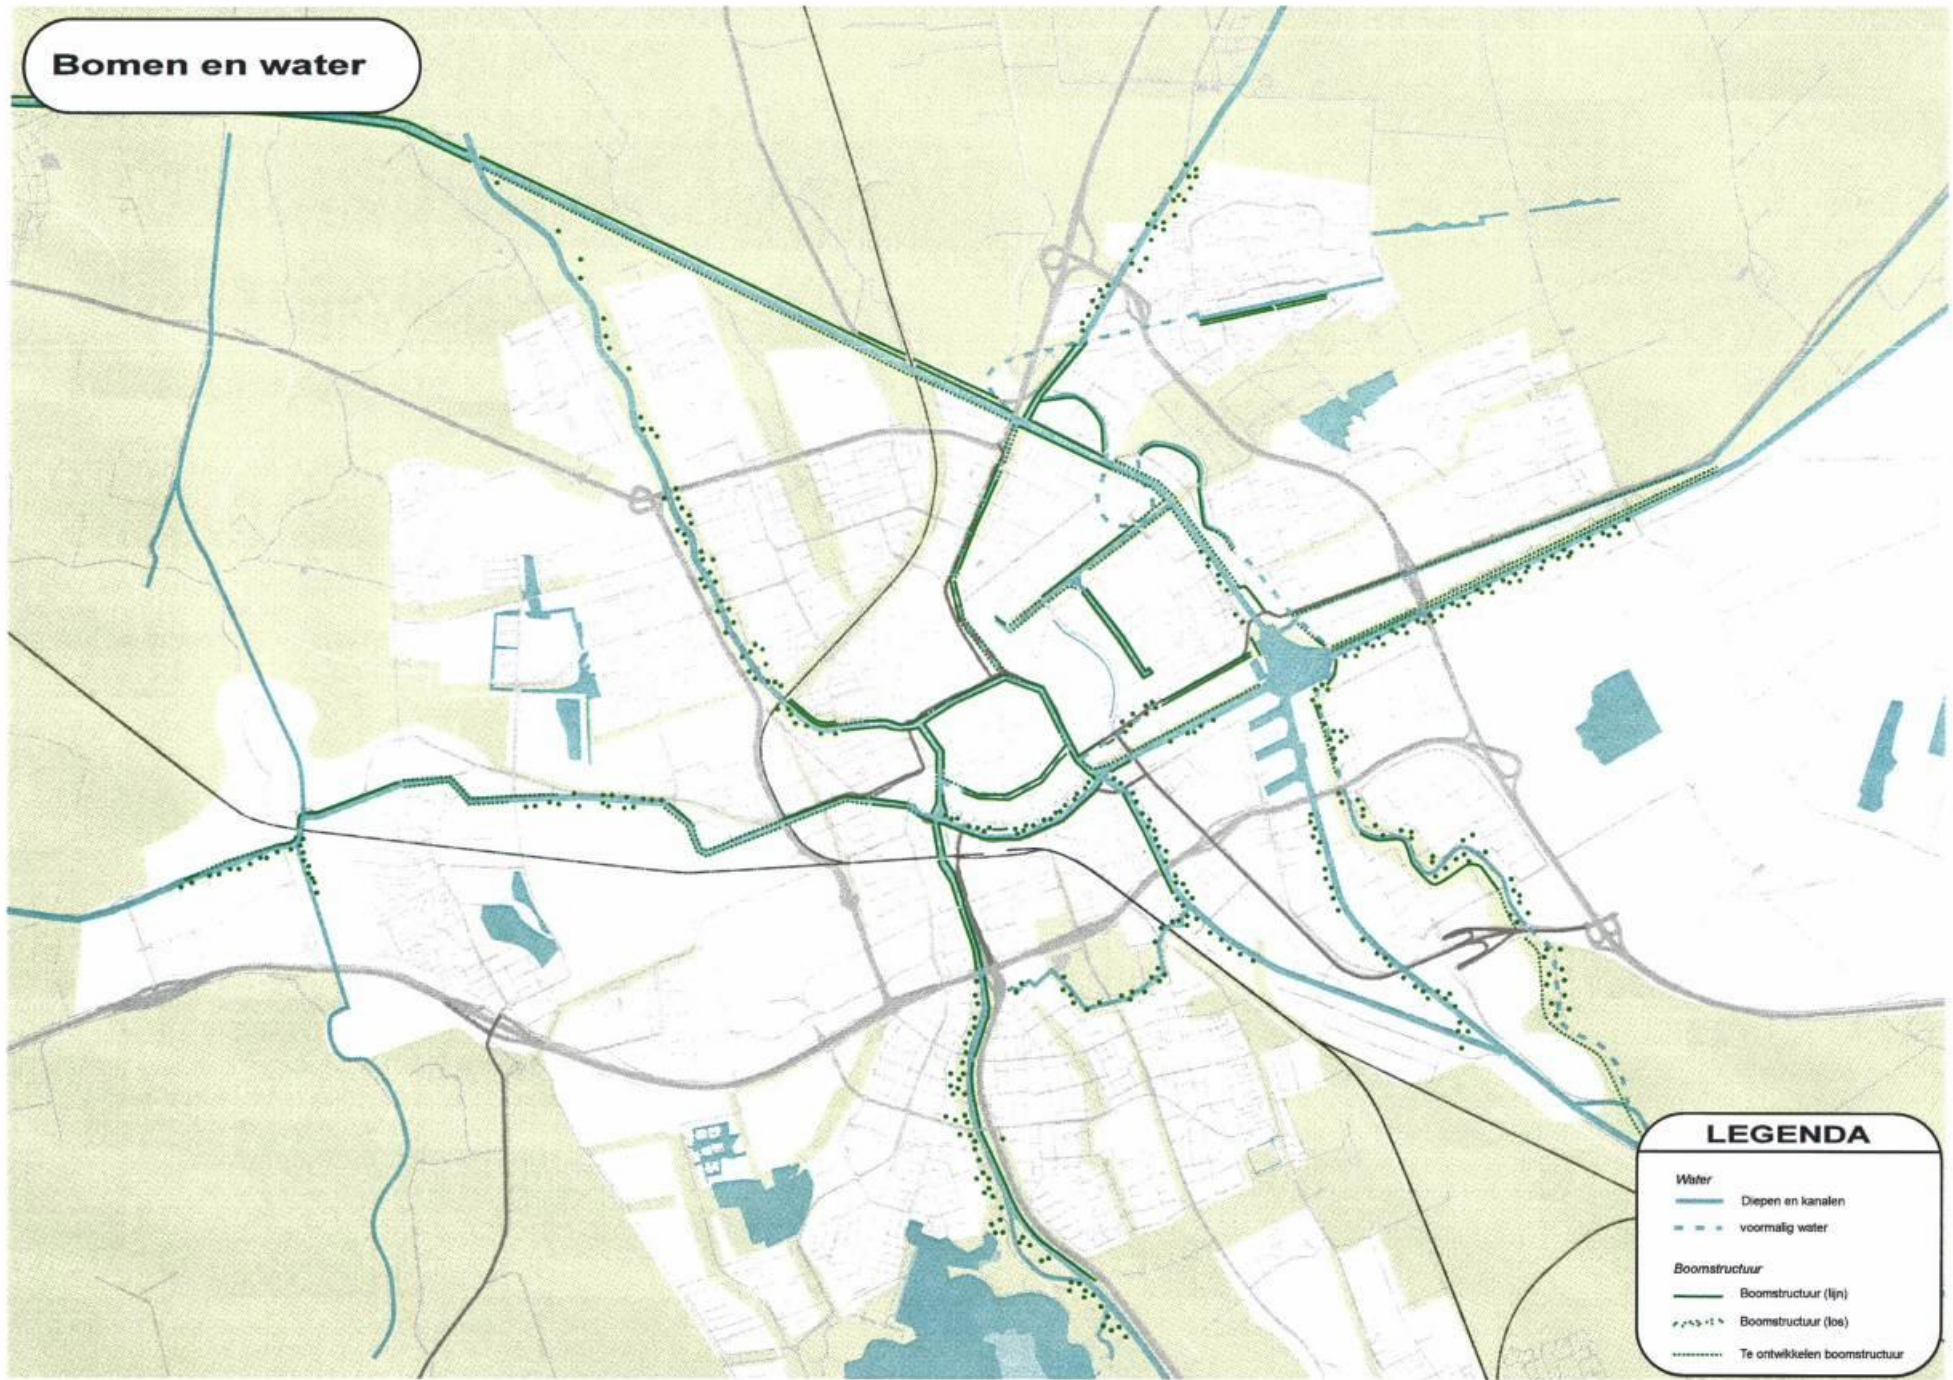 Bomen en water
LEGENDA
Water
Diepen en kanalen
voormalig water
Boomstructuur
Boomstructuur (lijn)
Boomstructuur (los)
Te ontwikkelen boomstructuur